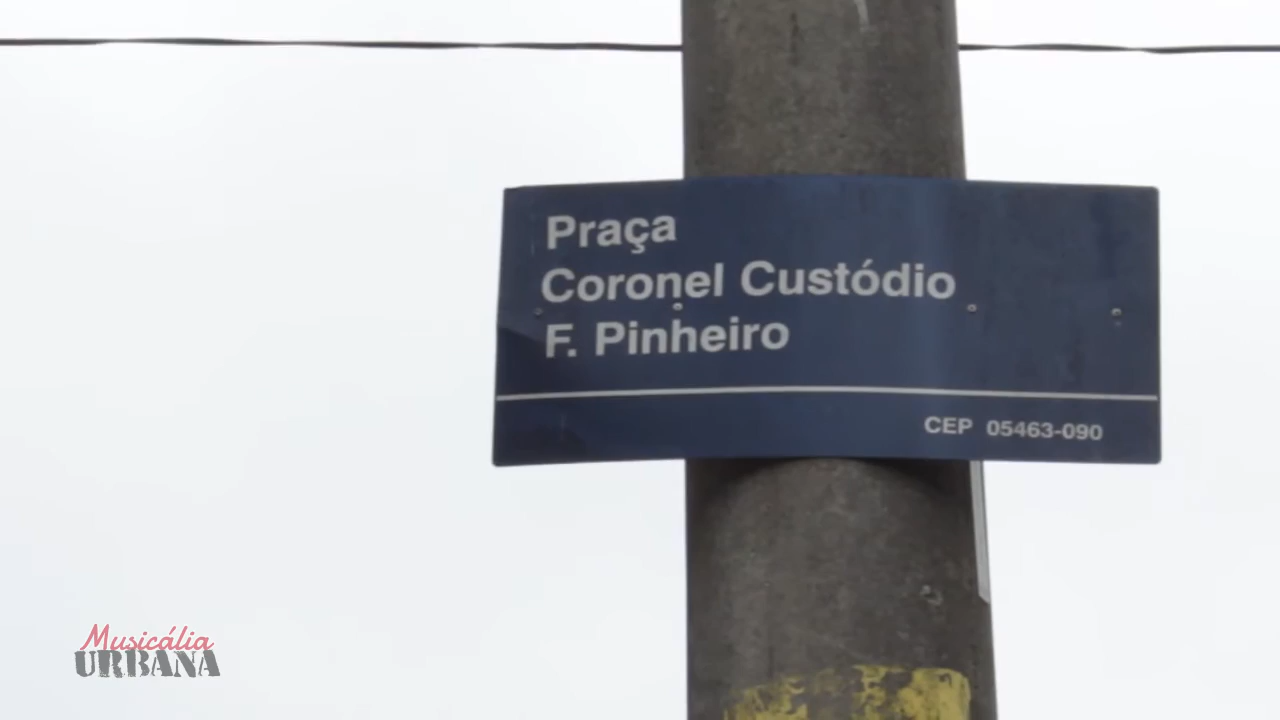 Praça
Coronel Custódio
F. Pinheiro
CEP 05463-090
Musicália
URBANA